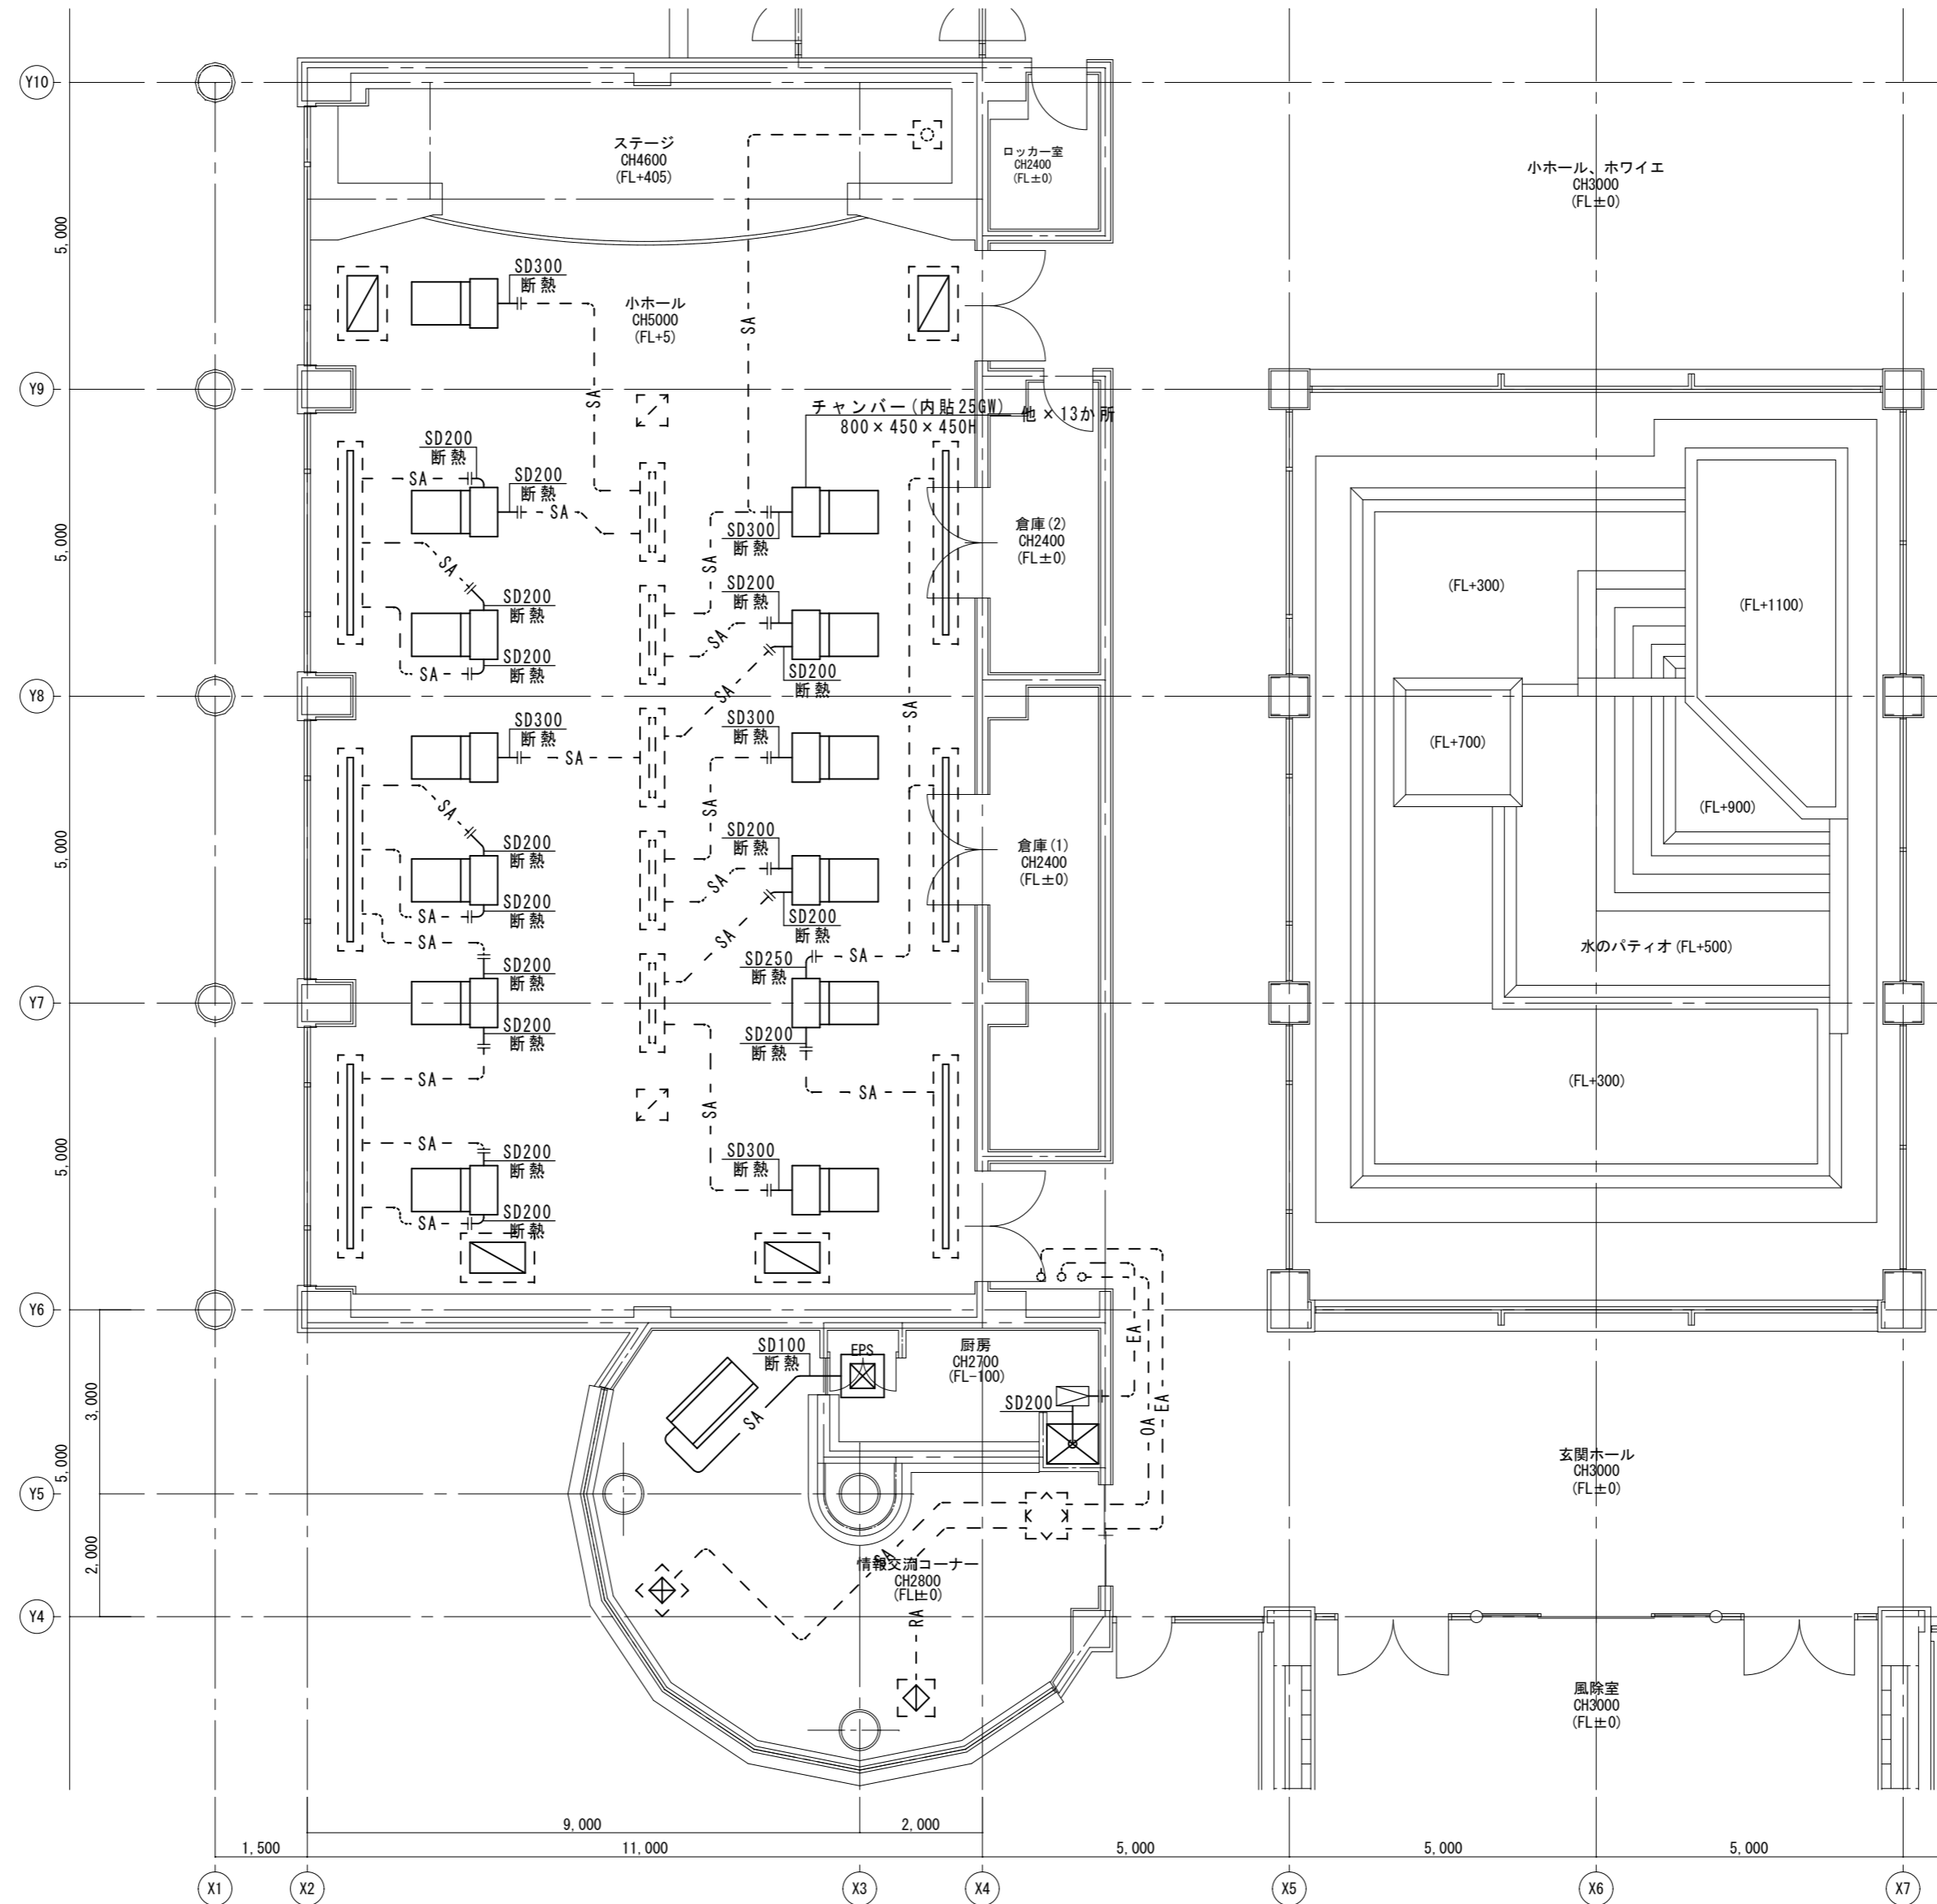 Y10
ステージ
CH4600
(FL+405)
ロッカー室
CH2400
(FL±0)
小ホール、ホワイエ
CH3000
(FL±0)
5,000
SD300
断熱
小ホール
CH5000
(FL+5)
SA
SA
Y9
チャンバー(内貼25GW) 他×13か所
800×450×450H
SD200
断熱
SA
SD200
断熱
SA
SD300
断熱
倉庫(2)
CH2400
(FL±0)
5,000
SA
SA
SD200
断熱
SD200
断熱
(FL+300)
(FL+1100)
SA
SA
SD200
断熱
SD200
断熱
Y8
SA
SA
SD300
断熱
SD300
断熱
(FL+700)
SA
SA
SA
(FL+900)
SD200
断熱
SD200
断熱
倉庫(1)
CH2400
(FL±0)
5,000
SA
SD200
断熱
SA
SD200
断熱
SA
SA
水のパティオ(FL+500)
SD200
断熱
SD250
断熱
SA
Y7
SD200
断熱
SD200
断熱
SA
SA
SA
(FL+300)
5,000
SA
SD200
断熱
SD300
断熱
SA
SD200
断熱
Y6
SD100
断熱
EPS
厨房
CH2700
(FL-100)
EA
SD200
EA
OA
SA
3,000
5,000
玄関ホール
CH3000
(FL±0)
Y5
2,000
SA
情報交流コーナー
CH2800
(FL±0)
RA
Y4
風除室
CH3000
(FL±0)
9,000
2,000
1,500
11,000
5,000
5,000
5,000
X1
X2
X3
X4
X5
X6
X7